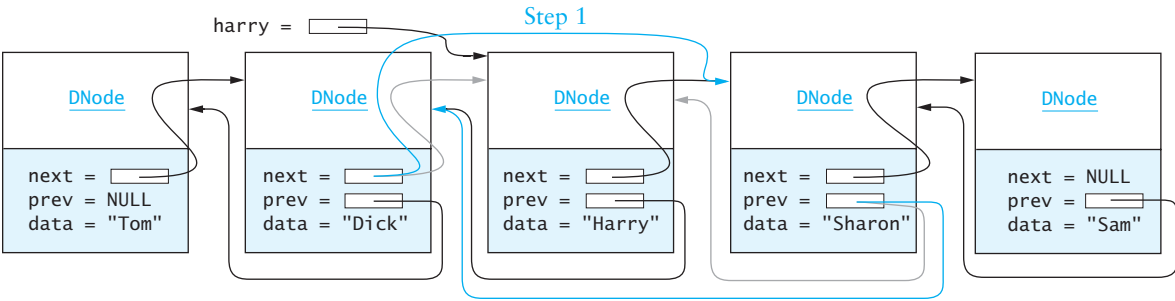 Step 1
harry =
DNode
next =
prev = NULL
data = "Tom"
DNode
next =
prev =
data = "Dick"
DNode
next =
prev =
data = "Harry"
DNode
next =
prev =
data = "Sharon"
DNode
next = NULL
prev =
data = "Sam"